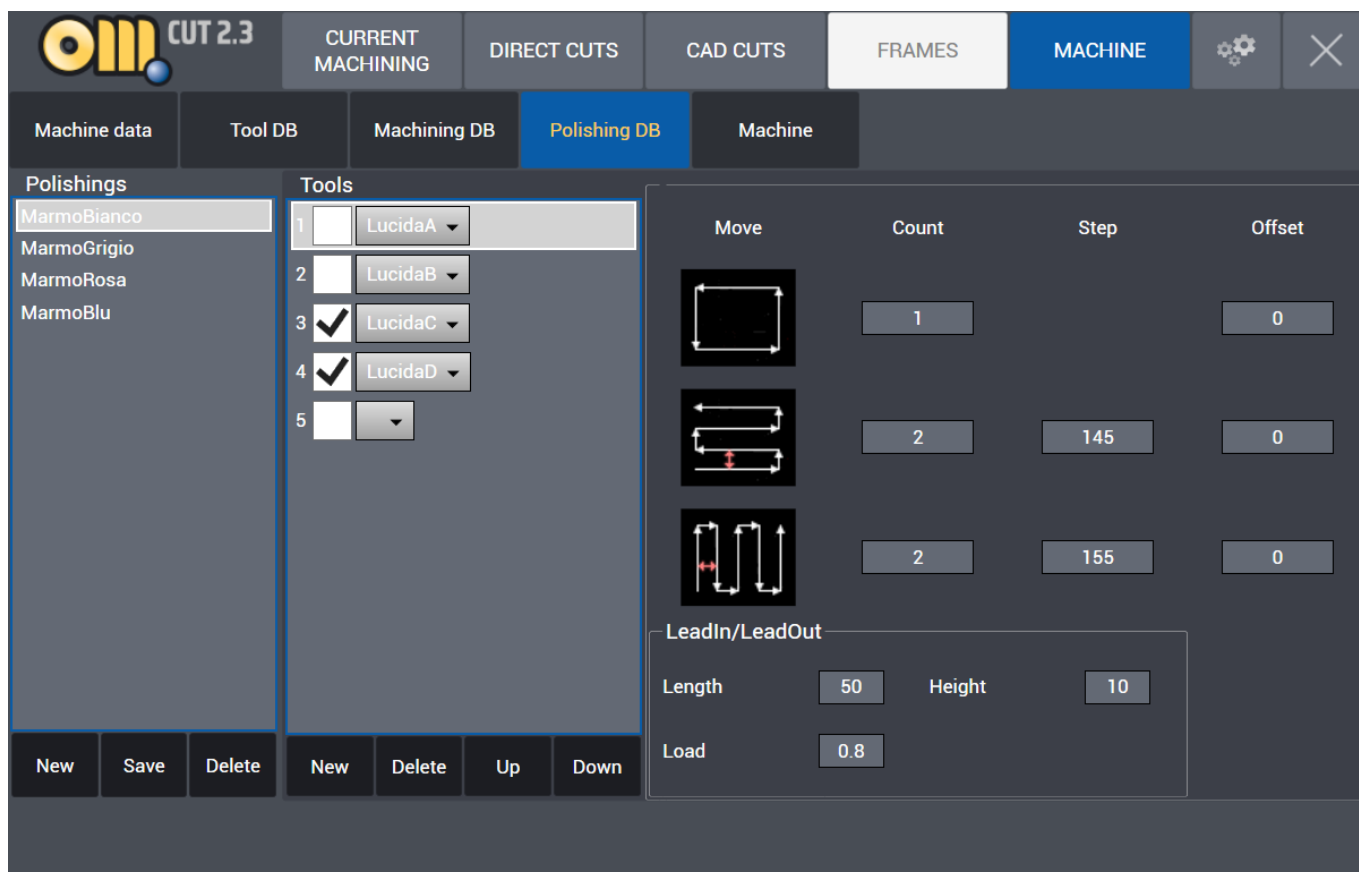 om CUT 2.3
CURRENT
MACHINING
DIRECT CUTS
CAD CUTS
FRAMES
MACHINE
Machine data
Tool DB
Machining DB
Polishing DB
Machine
Polishings
MarmoBianco
MarmoGrigio
MarmoRosa
MarmoBlu
New
Save
Delete
Tools
1 LucidaA
2 LucidaB
3 LucidaC
4 LucidaD
5
New
Delete
Up
Down
Move Count Step Offset
1 0
2 145 0
2 155 0
LeadIn/LeadOut
Length 50 Height 10
Load 0.8